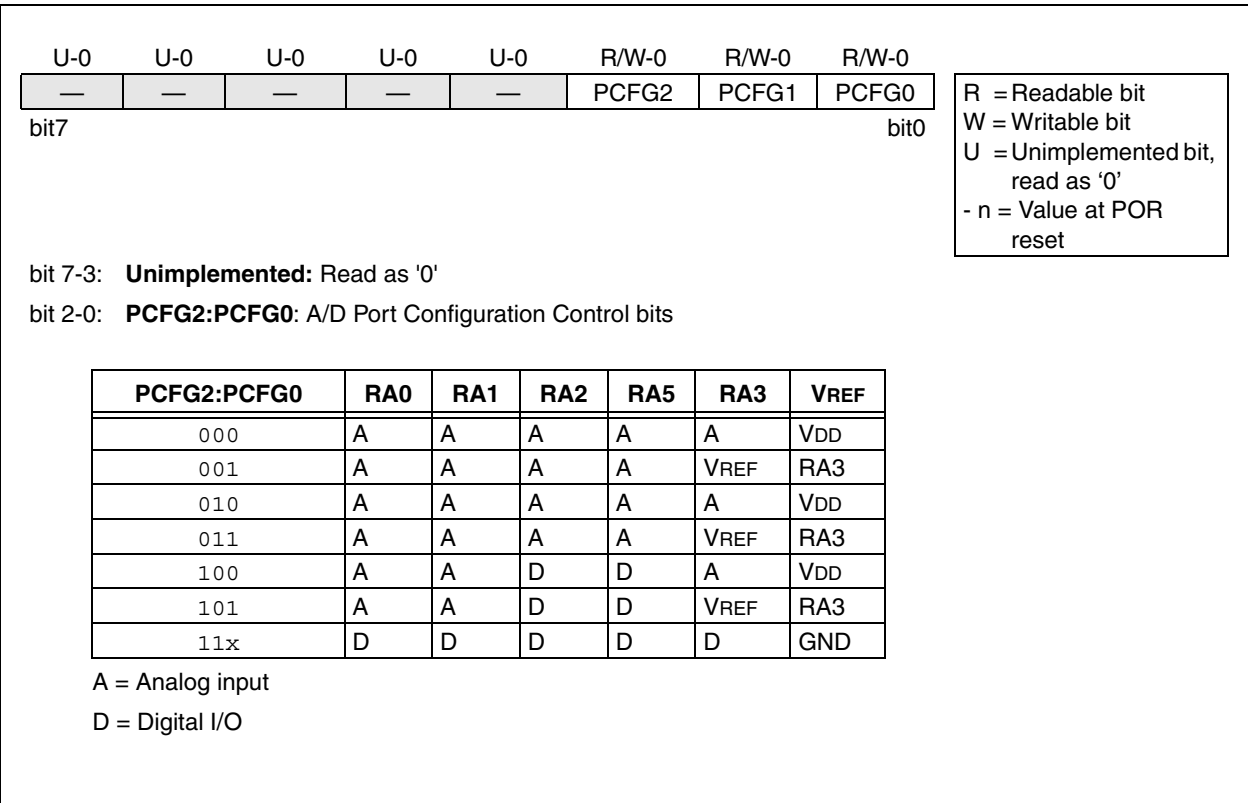 U-0 U-0 U-0 U-0 U-0 R/W-0 R/W-0 R/W-0
— — — — — PCFG2 PCFG1 PCFG0
bit7 bit0
R = Readable bit
W = Writable bit
U = Unimplemented bit,
read as ‘0’
- n = Value at POR
reset
bit 7-3: Unimplemented: Read as '0'
bit 2-0: PCFG2:PCFG0: A/D Port Configuration Control bits
PCFG2:PCFG0 RA0 RA1 RA2 RA5 RA3 VREF
000 A A A A A VDD
001 A A A A VREF RA3
010 A A A A A VDD
011 A A A A VREF RA3
100 A A D D A VDD
101 A A D D VREF RA3
11x D D D D D GND
A = Analog input
D = Digital I/O